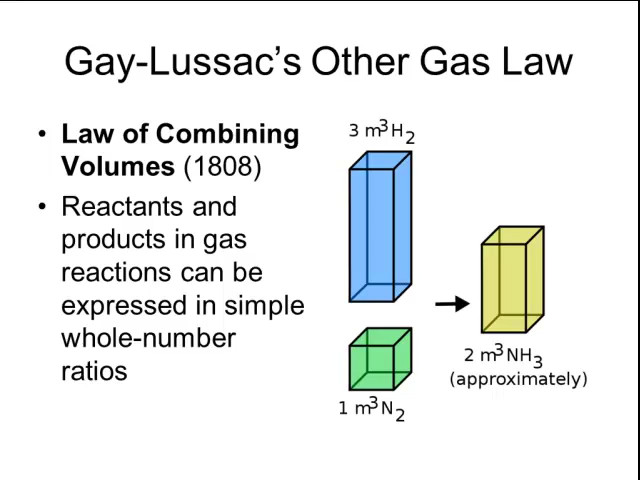 Gay-Lussac's Other Gas Law
• Law of Combining
Volumes (1808)
• Reactants and
products in gas
reactions can be
expressed in simple
whole-number
ratios
3 m³H₂
1 m³N₂
2 m³NH₃
(approximately)